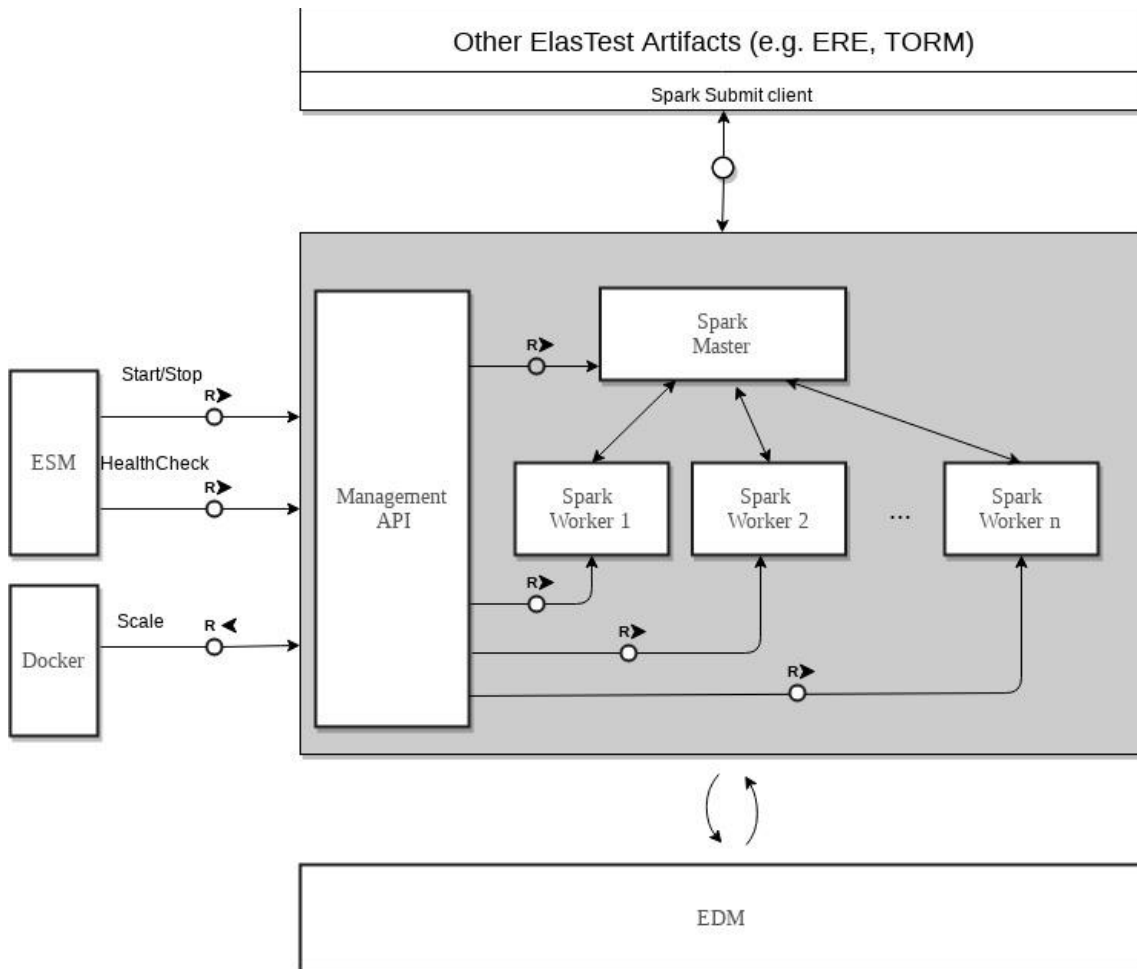 Other ElasTest Artifacts (e.g. ERE, TORM)
Spark Submit client
Spark
Master
R
Start/Stop
R
ESM
HealthCheck
R
Management
API
Spark
Worker 1
Spark
Worker 2
...
Spark
Worker n
R
R
R
Docker
Scale
R
EDM